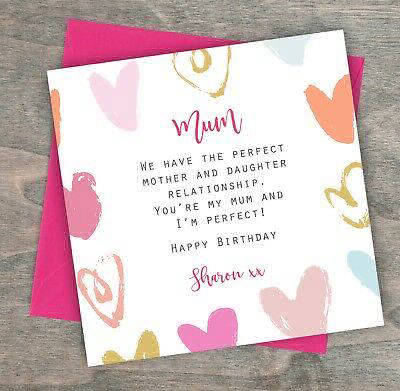 Mum
We have the perfect
mother and daughter
relationship.
You're my mum and
I'm perfect!
Happy Birthday
Sharon xx